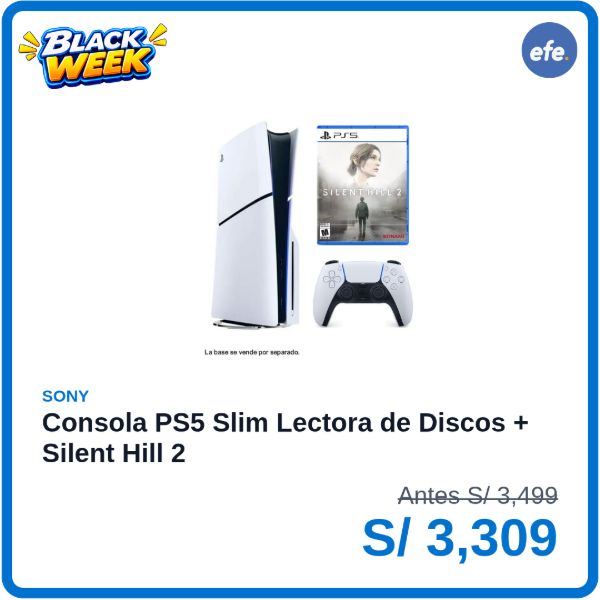 BLACK
WEEK
efe.
PS5
SILENT HILL 2
M
KONAMI
La base se vende por separado.
SONY
Consola PS5 Slim Lectora de Discos +
Silent Hill 2
Antes S/ 3,499
S/ 3,309